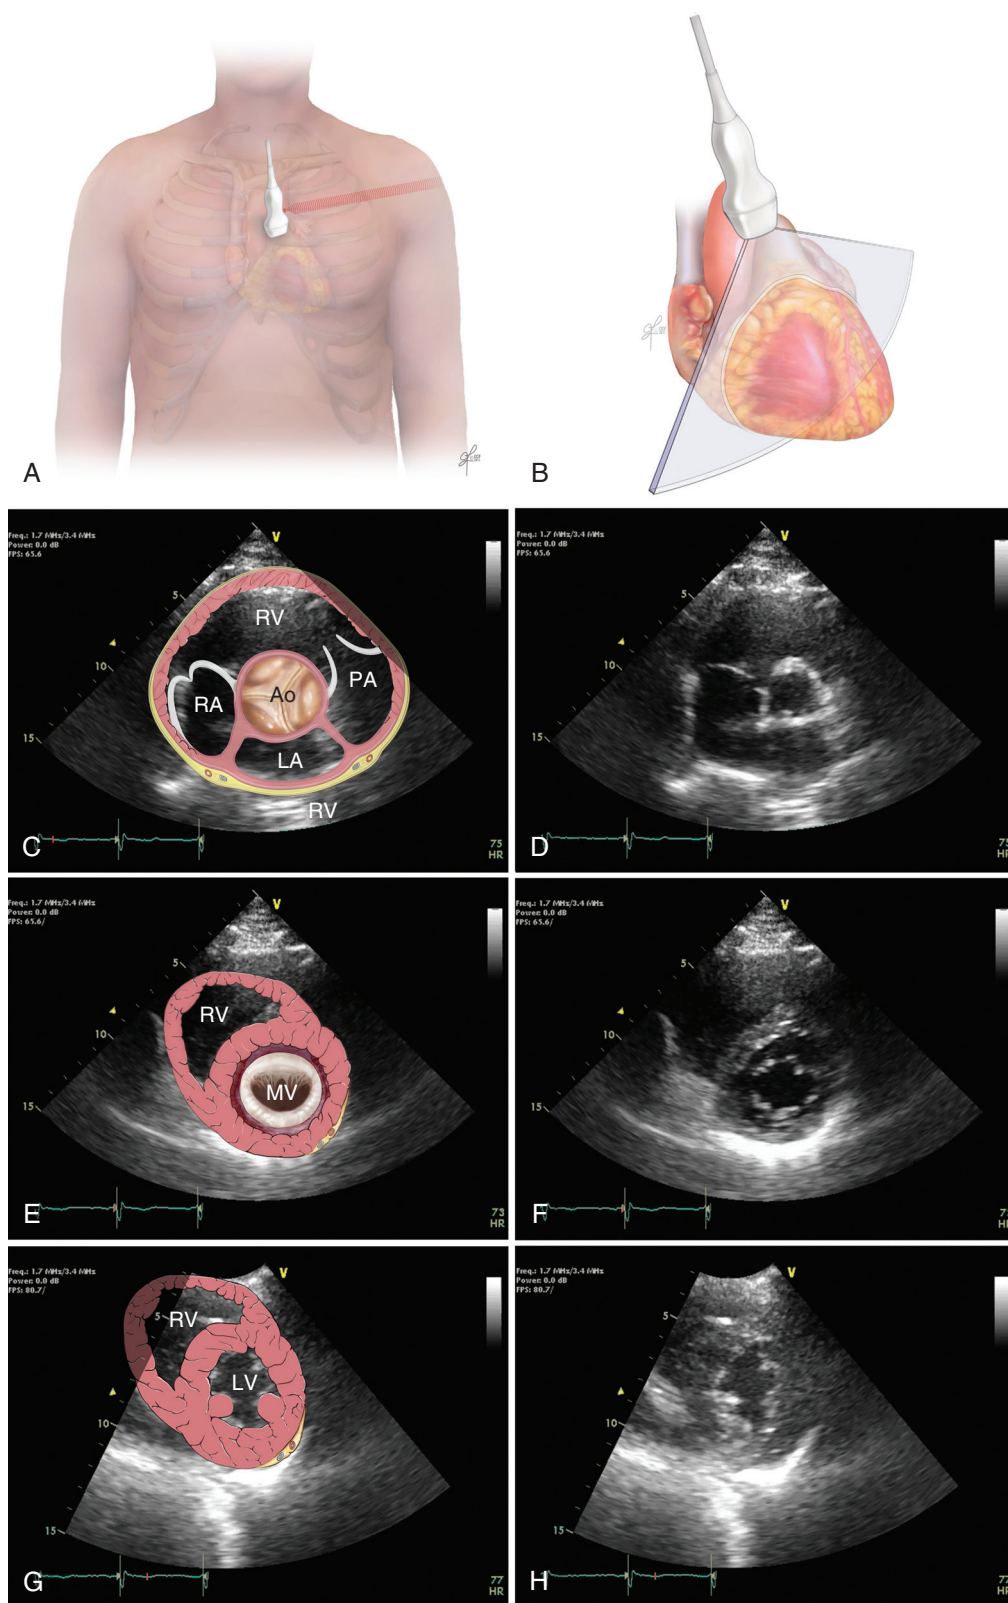 A
B
Freq.: 1.7 MHz/3.4 MHz
Power: 0.0 dB
FPS: 65.6
V
5
10
15
RV
RA
Ao
PA
LA
RV
C
75
HR
Freq.: 1.7 MHz/3.4 MHz
Power: 0.0 dB
FPS: 65.6
V
5
10
15
D
75
HR
Freq.: 1.7 MHz/3.4 MHz
Power: 0.0 dB
FPS: 65.6/
V
5
10
15
RV
MV
E
73
HR
Freq.: 1.7 MHz/3.4 MHz
Power: 0.0 dB
FPS: 65.6/
V
5
10
15
F
HR
Freq.: 1.7 MHz/3.4 MHz
Power: 0.0 dB
FPS: 80.7/
V
5
10
15
RV
LV
G
77
HR
Freq.: 1.7 MHz/3.4 MHz
Power: 0.0 dB
FPS: 80.7/
V
5
10
15
H
77
HR